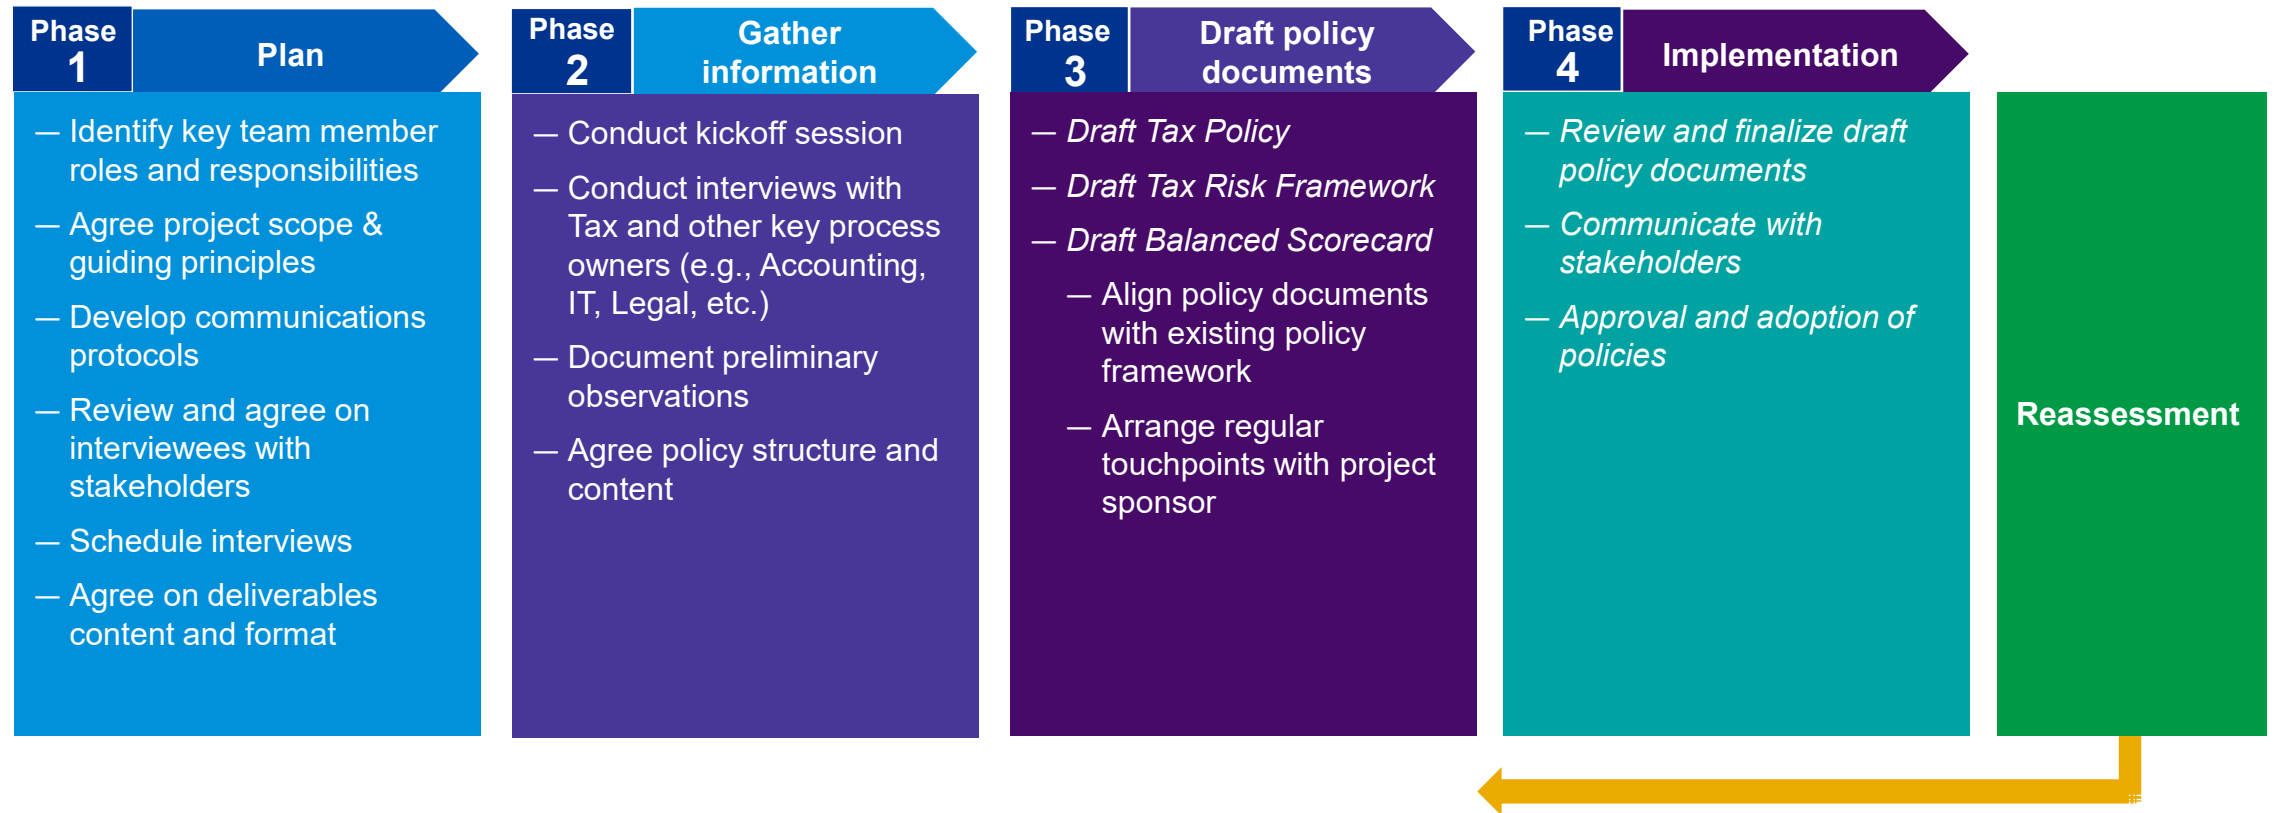 Phase
1
Plan
— Identify key team member
roles and responsibilities
— Agree project scope &
guiding principles
— Develop communications
protocols
— Review and agree on
interviewees with
stakeholders
— Schedule interviews
— Agree on deliverables
content and format
Phase
2
Gather
information
— Conduct kickoff session
— Conduct interviews with
Tax and other key process
owners (e.g., Accounting,
IT, Legal, etc.)
— Document preliminary
observations
— Agree policy structure and
content
Phase
3
Draft policy
documents
— Draft Tax Policy
— Draft Tax Risk Framework
— Draft Balanced Scorecard
— Align policy documents
with existing policy
framework
— Arrange regular
touchpoints with project
sponsor
Phase
4
Implementation
— Review and finalize draft
policy documents
— Communicate with
stakeholders
— Approval and adoption of
policies
Reassessment